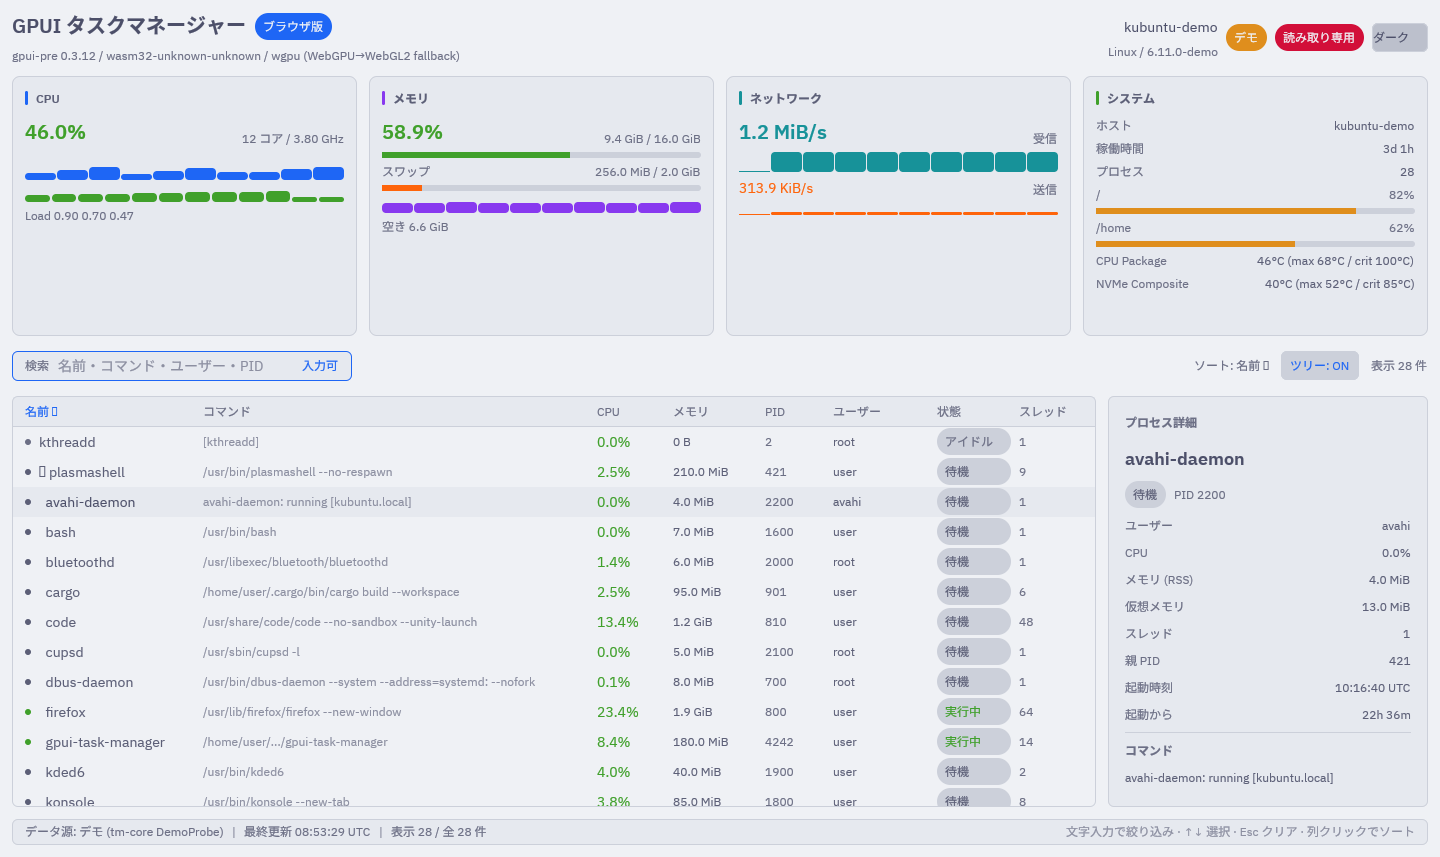 GPUI タスクマネージャー ブラウザ版
gpui-pre 0.3.12 / wasm32-unknown-unknown / wgpu (WebGPU→WebGL2 fallback)
kubuntu-demo
Linux / 6.11.0-demo
デモ 読み取り専用 ダーク
CPU
46.0% 12 コア / 3.80 GHz
Load 0.90 0.70 0.47
メモリ
58.9% 9.4 GiB / 16.0 GiB
スワップ 256.0 MiB / 2.0 GiB
空き 6.6 GiB
ネットワーク
1.2 MiB/s 受信
313.9 KiB/s 送信
システム
ホスト kubuntu-demo
稼働時間 3d 1h
プロセス 28
/ 82%
/home 62%
CPU Package 46°C (max 68°C / crit 100°C)
NVMe Composite 40°C (max 52°C / crit 85°C)
検索 名前・コマンド・ユーザー・PID 入力可
ソート: 名前 ツリー: ON 表示 28 件
名前 コマンド CPU メモリ PID ユーザー 状態 スレッド
kthreadd [kthreadd] 0.0% 0 B 2 root アイドル 1
plasmashell /usr/bin/plasmashell --no-respawn 2.5% 210.0 MiB 421 user 待機 9
avahi-daemon avahi-daemon: running [kubuntu.local] 0.0% 4.0 MiB 2200 avahi 待機 1
bash /usr/bin/bash 0.0% 7.0 MiB 1600 user 待機 1
bluetoothd /usr/libexec/bluetooth/bluetoothd 1.4% 6.0 MiB 2000 root 待機 1
cargo /home/user/.cargo/bin/cargo build --workspace 2.5% 95.0 MiB 901 user 待機 6
code /usr/share/code/code --no-sandbox --unity-launch 13.4% 1.2 GiB 810 user 待機 48
cupsd /usr/sbin/cupsd -l 0.0% 5.0 MiB 2100 root 待機 1
dbus-daemon /usr/bin/dbus-daemon --system --address=systemd: --nofork 0.1% 8.0 MiB 700 root 待機 1
firefox /usr/lib/firefox/firefox --new-window 23.4% 1.9 GiB 800 user 実行中 64
gpui-task-manager /home/user/.../gpui-task-manager 8.4% 180.0 MiB 4242 user 実行中 14
kded6 /usr/bin/kded6 4.0% 40.0 MiB 1900 user 待機 2
konsole /usr/bin/konsole --new-tab 3.8% 85.0 MiB 1800 user 待機 8
プロセス詳細
avahi-daemon
待機 PID 2200
ユーザー avahi
CPU 0.0%
メモリ (RSS) 4.0 MiB
仮想メモリ 13.0 MiB
スレッド 1
親 PID 421
起動時刻 10:16:40 UTC
起動から 22h 36m
コマンド
avahi-daemon: running [kubuntu.local]
データ源: デモ (tm-core DemoProbe) | 最終更新 08:53:29 UTC | 表示 28 / 全 28 件
文字入力で絞り込み · ↑↓ 選択 · Esc クリア · 列クリックでソート